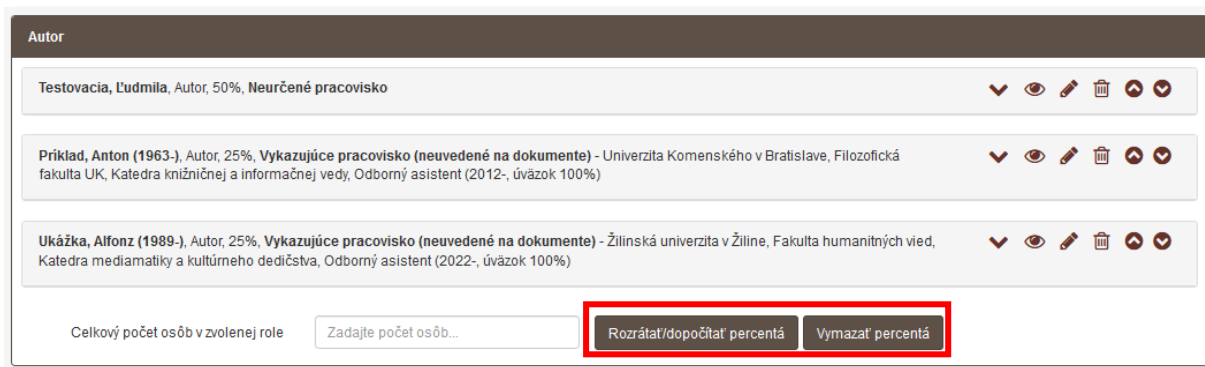 Autor
Testovacia, Ľudmila, Autor, 50%, Neurčené pracovisko
Príklad, Anton (1963-), Autor, 25%, Vykazujúce pracovisko (neuvedené na dokumente) - Univerzita Komenského v Bratislave, Filozofická
fakulta UK, Katedra knižničnej a informačnej vedy, Odborný asistent (2012-, úväzok 100%)
Ukážka, Alfonz (1989-), Autor, 25%, Vykazujúce pracovisko (neuvedené na dokumente) - Žilinská univerzita v Žiline, Fakulta humanitných vied,
Katedra mediamatiky a kultúrneho dedičstva, Odborný asistent (2022-, úväzok 100%)
Celkový počet osôb v zvolenej role Zadajte počet osôb... Rozrátať/dopočítať percentá Vymazať percentá